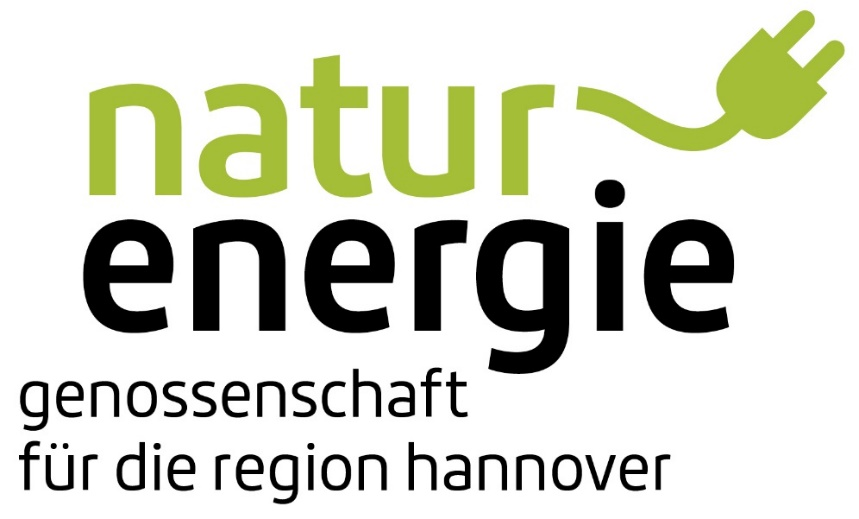 natur
energie
genossenschaft
für die region hannover